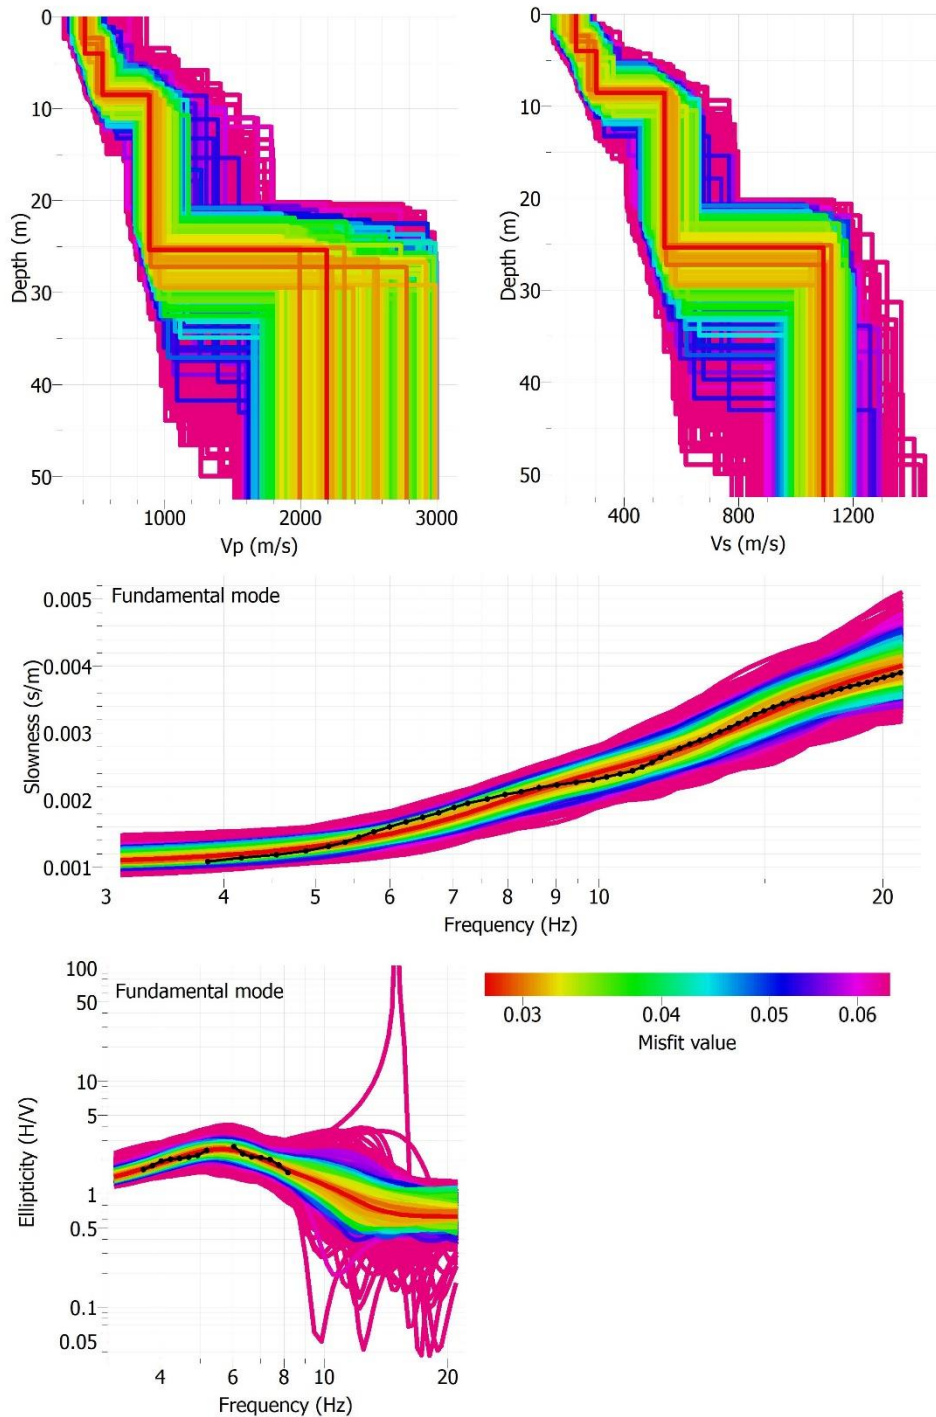 0
10
20
30
40
50
Depth (m)
1000 2000 3000
Vp (m/s)
0
10
20
30
40
50
Depth (m)
400 800 1200
Vs (m/s)
Fundamental mode
0.005
0.004
0.003
0.002
0.001
Slowness (s/m)
3 4 5 6 7 8 9 10 20
Frequency (Hz)
Fundamental mode
100
50
10
5
1
0.5
0.1
0.05
Ellipticity (H/V)
4 6 8 10 20
Frequency (Hz)
0.03 0.04 0.05 0.06
Misfit value